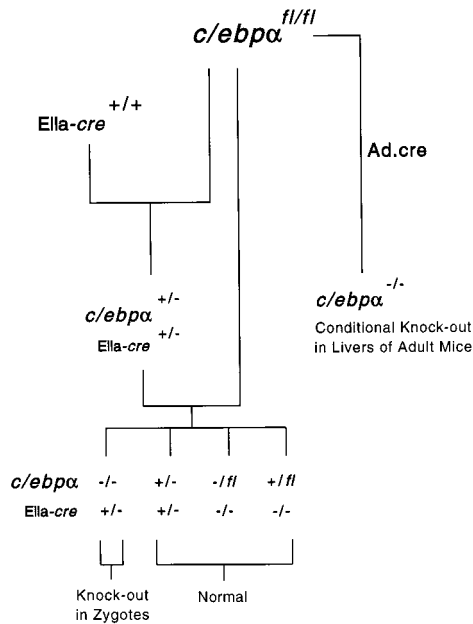 c/ebpα fl/fl
EIIa-cre +/+
Ad.cre
c/ebpα +/-
EIIa-cre +/-
c/ebpα -/-
Conditional Knock-out
in Livers of Adult Mice
c/ebpα -/- +/- -/fl +/fl
EIIa-cre +/- +/- -/- -/-
Knock-out
in Zygotes
Normal